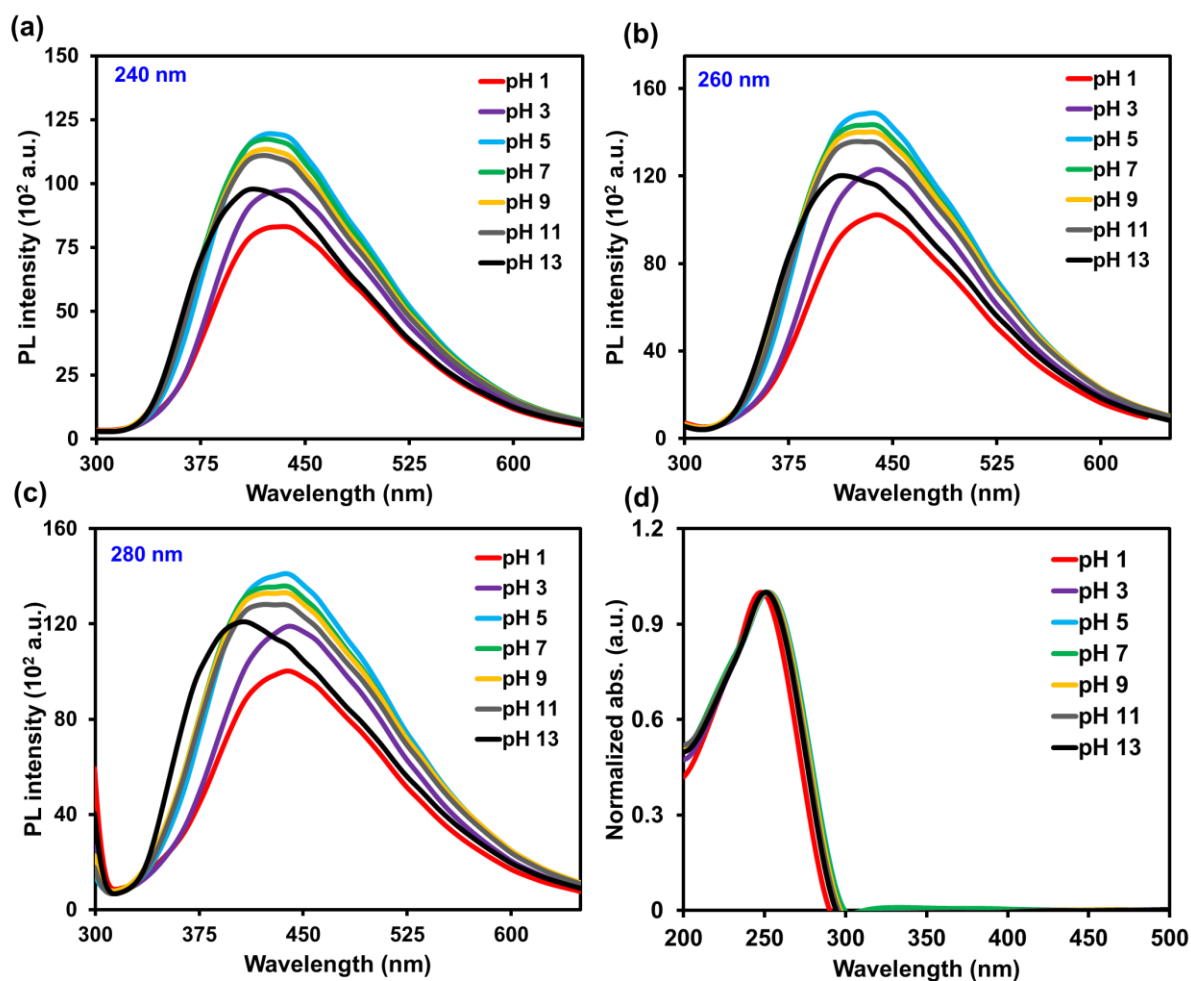 (a)
PL intensity (10² a.u.)
150
125
100
75
50
25
0
240 nm
pH 1
pH 3
pH 5
pH 7
pH 9
pH 11
pH 13
300 375 450 525 600
Wavelength (nm)
(b)
PL intensity (10² a.u.)
160
120
80
40
0
260 nm
pH 1
pH 3
pH 5
pH 7
pH 9
pH 11
pH 13
300 375 450 525 600
Wavelength (nm)
(c)
PL intensity (10² a.u.)
160
120
80
40
0
280 nm
pH 1
pH 3
pH 5
pH 7
pH 9
pH 11
pH 13
300 375 450 525 600
Wavelength (nm)
(d)
Normalized abs. (a.u.)
1.2
0.9
0.6
0.3
0
pH 1
pH 3
pH 5
pH 7
pH 9
pH 11
pH 13
200 250 300 350 400 450 500
Wavelength (nm)